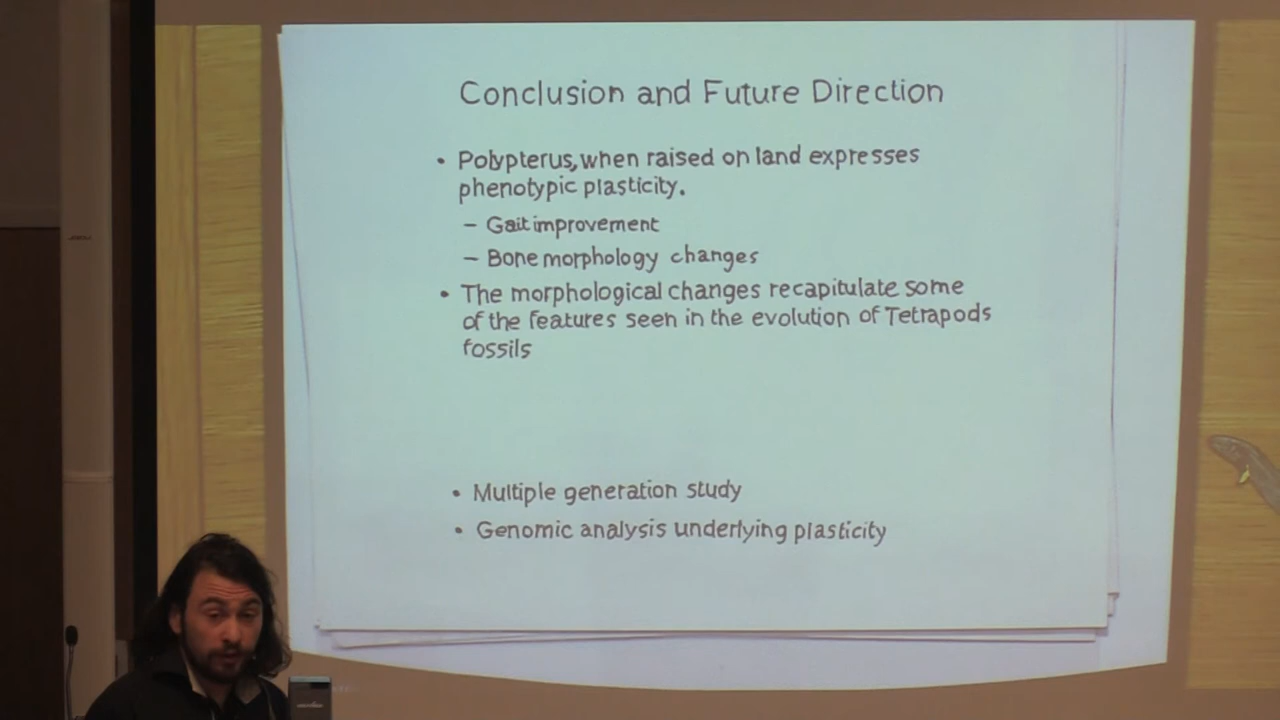 Conclusion and Future Direction
• Polypterus, when raised on land expresses
phenotypic plasticity.
– Gait improvement
– Bone morphology changes
• The morphological changes recapitulate some
of the features seen in the evolution of Tetrapods
fossils
• Multiple generation study
• Genomic analysis underlying plasticity